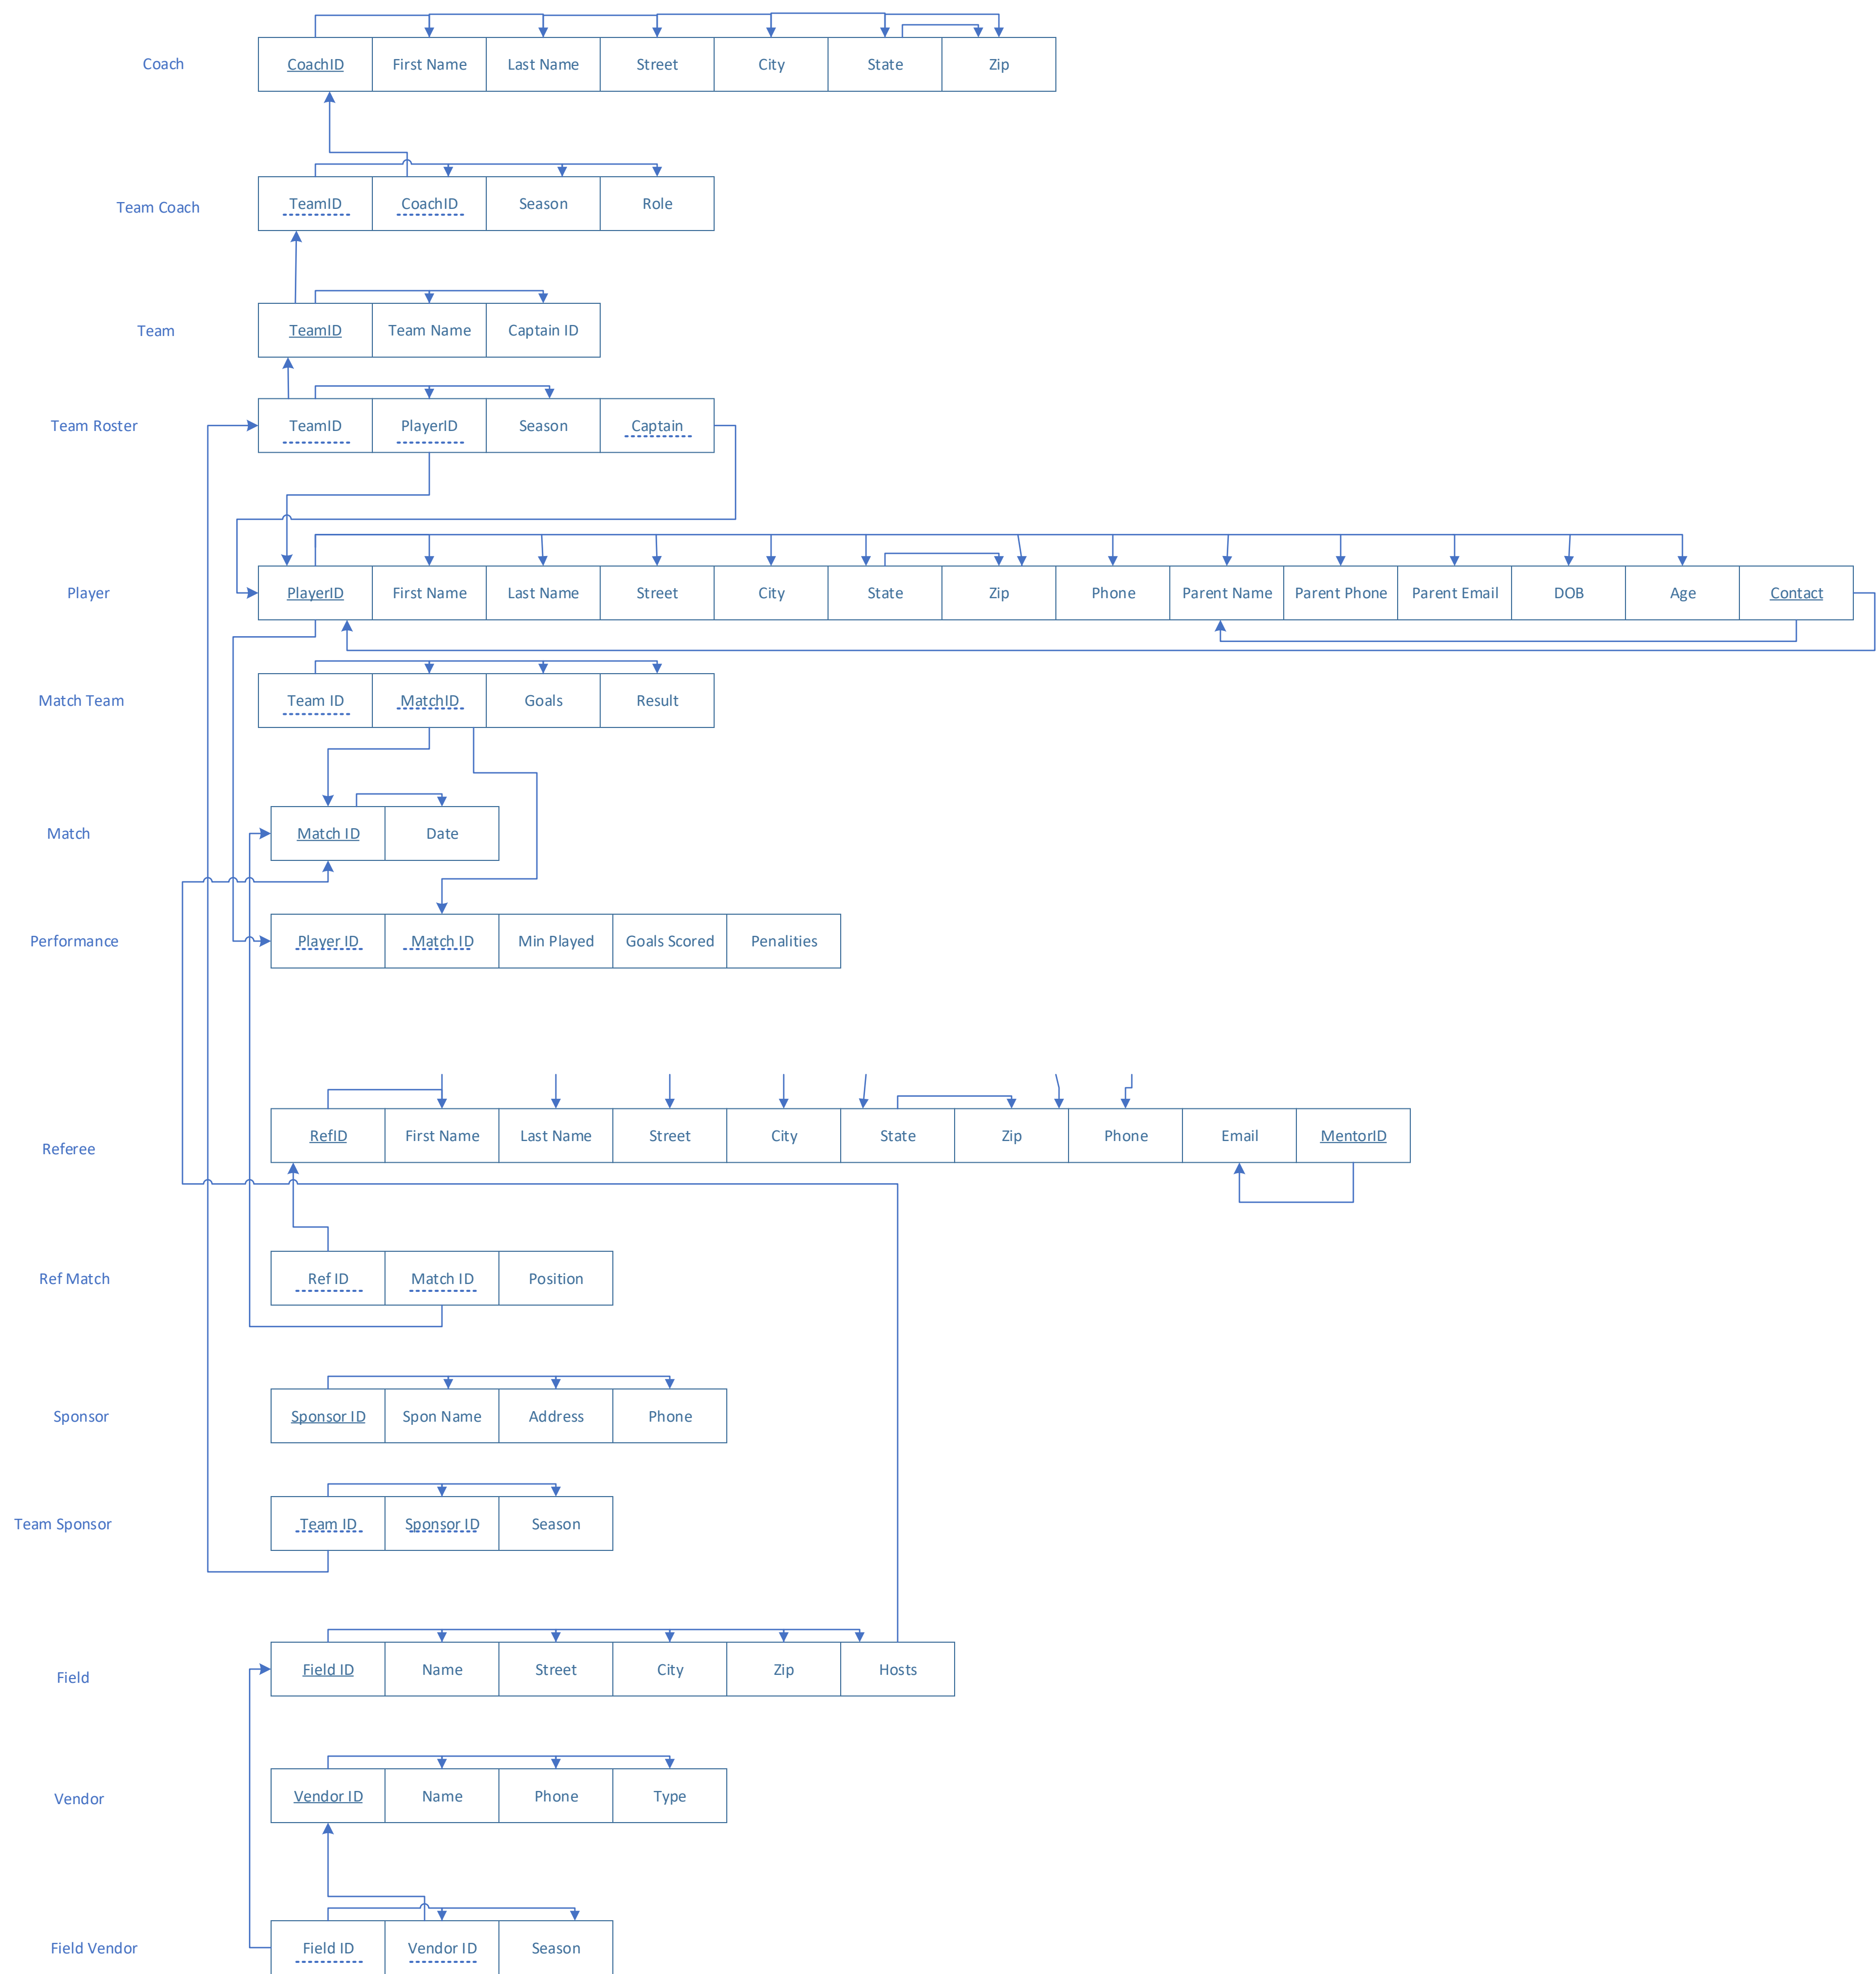 Coach CoachID First Name Last Name Street City State Zip
Team Coach TeamID CoachID Season Role
Team TeamID Team Name Captain ID
Team Roster TeamID PlayerID Season Captain
Player PlayerID First Name Last Name Street City State Zip Phone Parent Name Parent Phone Parent Email DOB Age Contact
Match Team Team ID MatchID Goals Result
Match Match ID Date
Performance Player ID Match ID Min Played Goals Scored Penalities
Referee RefID First Name Last Name Street City State Zip Phone Email MentorID
Ref Match Ref ID Match ID Position
Sponsor Sponsor ID Spon Name Address Phone
Team Sponsor Team ID Sponsor ID Season
Field Field ID Name Street City Zip Hosts
Vendor Vendor ID Name Phone Type
Field Vendor Field ID Vendor ID Season